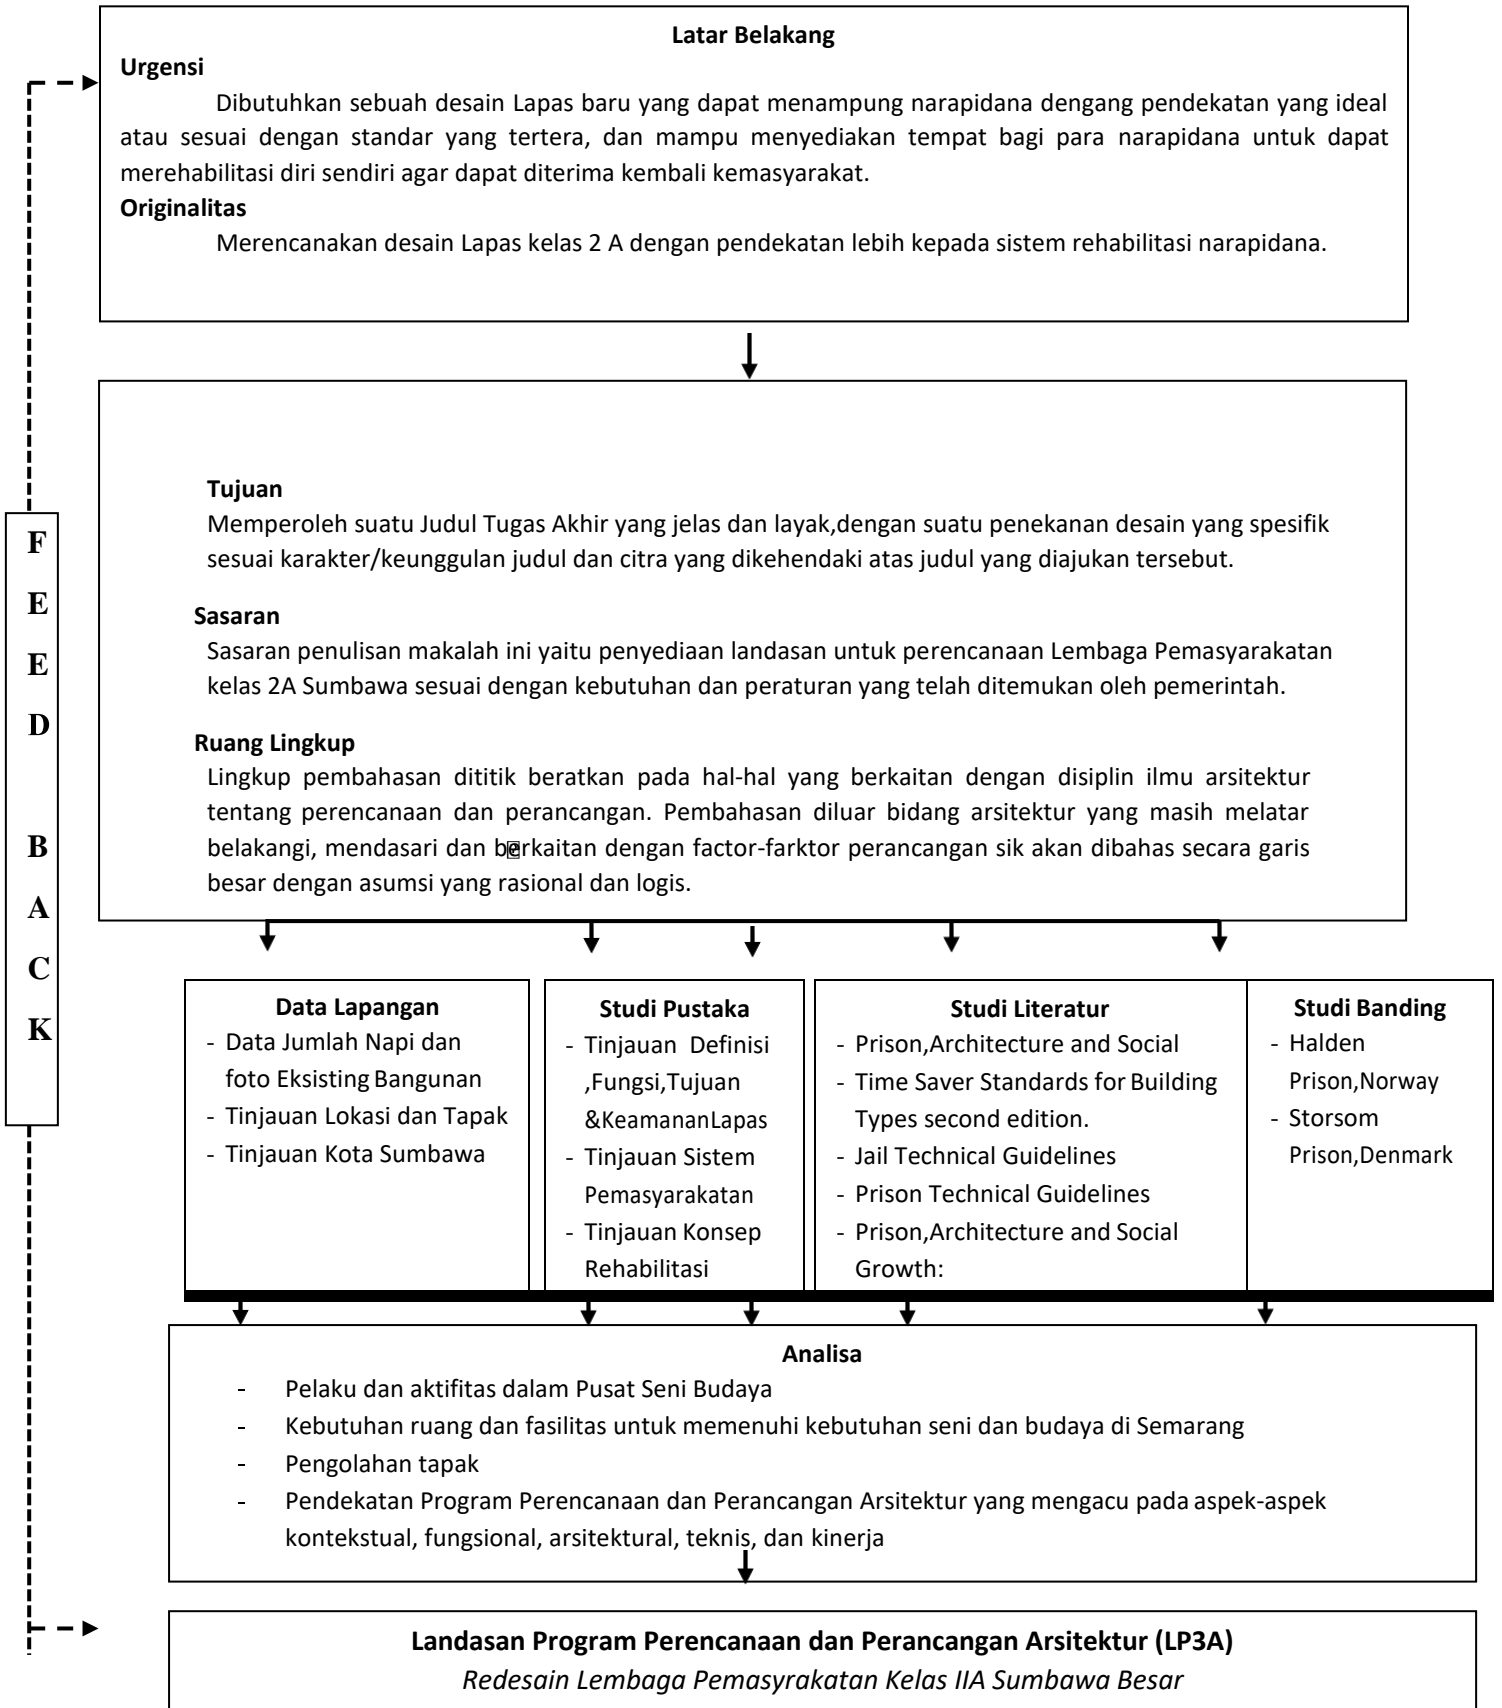 Latar Belakang
Urgensi
Dibutuhkan sebuah desain Lapas baru yang dapat menampung narapidana dengang pendekatan yang ideal
atau sesuai dengan standar yang tertera, dan mampu menyediakan tempat bagi para narapidana untuk dapat
merehabilitasi diri sendiri agar dapat diterima kembali kemasyarakat.
Originalitas
Merencanakan desain Lapas kelas 2 A dengan pendekatan lebih kepada sistem rehabilitasi narapidana.
Tujuan
Memperoleh suatu Judul Tugas Akhir yang jelas dan layak,dengan suatu penekanan desain yang spesifik
sesuai karakter/keunggulan judul dan citra yang dikehendaki atas judul yang diajukan tersebut.
Sasaran
Sasaran penulisan makalah ini yaitu penyediaan landasan untuk perencanaan Lembaga Pemasyarakatan
kelas 2A Sumbawa sesuai dengan kebutuhan dan peraturan yang telah ditemukan oleh pemerintah.
Ruang Lingkup
Lingkup pembahasan dititik beratkan pada hal-hal yang berkaitan dengan disiplin ilmu arsitektur
tentang perencanaan dan perancangan. Pembahasan diluar bidang arsitektur yang masih melatar
belakangi, mendasari dan berkaitan dengan factor-farktor perancangan sik akan dibahas secara garis
besar dengan asumsi yang rasional dan logis.
F
E
E
D
B
A
C
K
Data Lapangan
- Data Jumlah Napi dan
foto Eksisting Bangunan
- Tinjauan Lokasi dan Tapak
- Tinjauan Kota Sumbawa
Studi Pustaka
- Tinjauan Definisi
,Fungsi,Tujuan
&KeamananLapas
- Tinjauan Sistem
Pemasyarakatan
- Tinjauan Konsep
Rehabilitasi
Studi Literatur
- Prison,Architecture and Social
- Time Saver Standards for Building
Types second edition.
- Jail Technical Guidelines
- Prison Technical Guidelines
- Prison,Architecture and Social
Growth:
Studi Banding
- Halden
Prison,Norway
- Storsom
Prison,Denmark
Analisa
- Pelaku dan aktifitas dalam Pusat Seni Budaya
- Kebutuhan ruang dan fasilitas untuk memenuhi kebutuhan seni dan budaya di Semarang
- Pengolahan tapak
- Pendekatan Program Perencanaan dan Perancangan Arsitektur yang mengacu pada aspek-aspek
kontekstual, fungsional, arsitektural, teknis, dan kinerja
Landasan Program Perencanaan dan Perancangan Arsitektur (LP3A)
Redesain Lembaga Pemasyrakatan Kelas IIA Sumbawa Besar